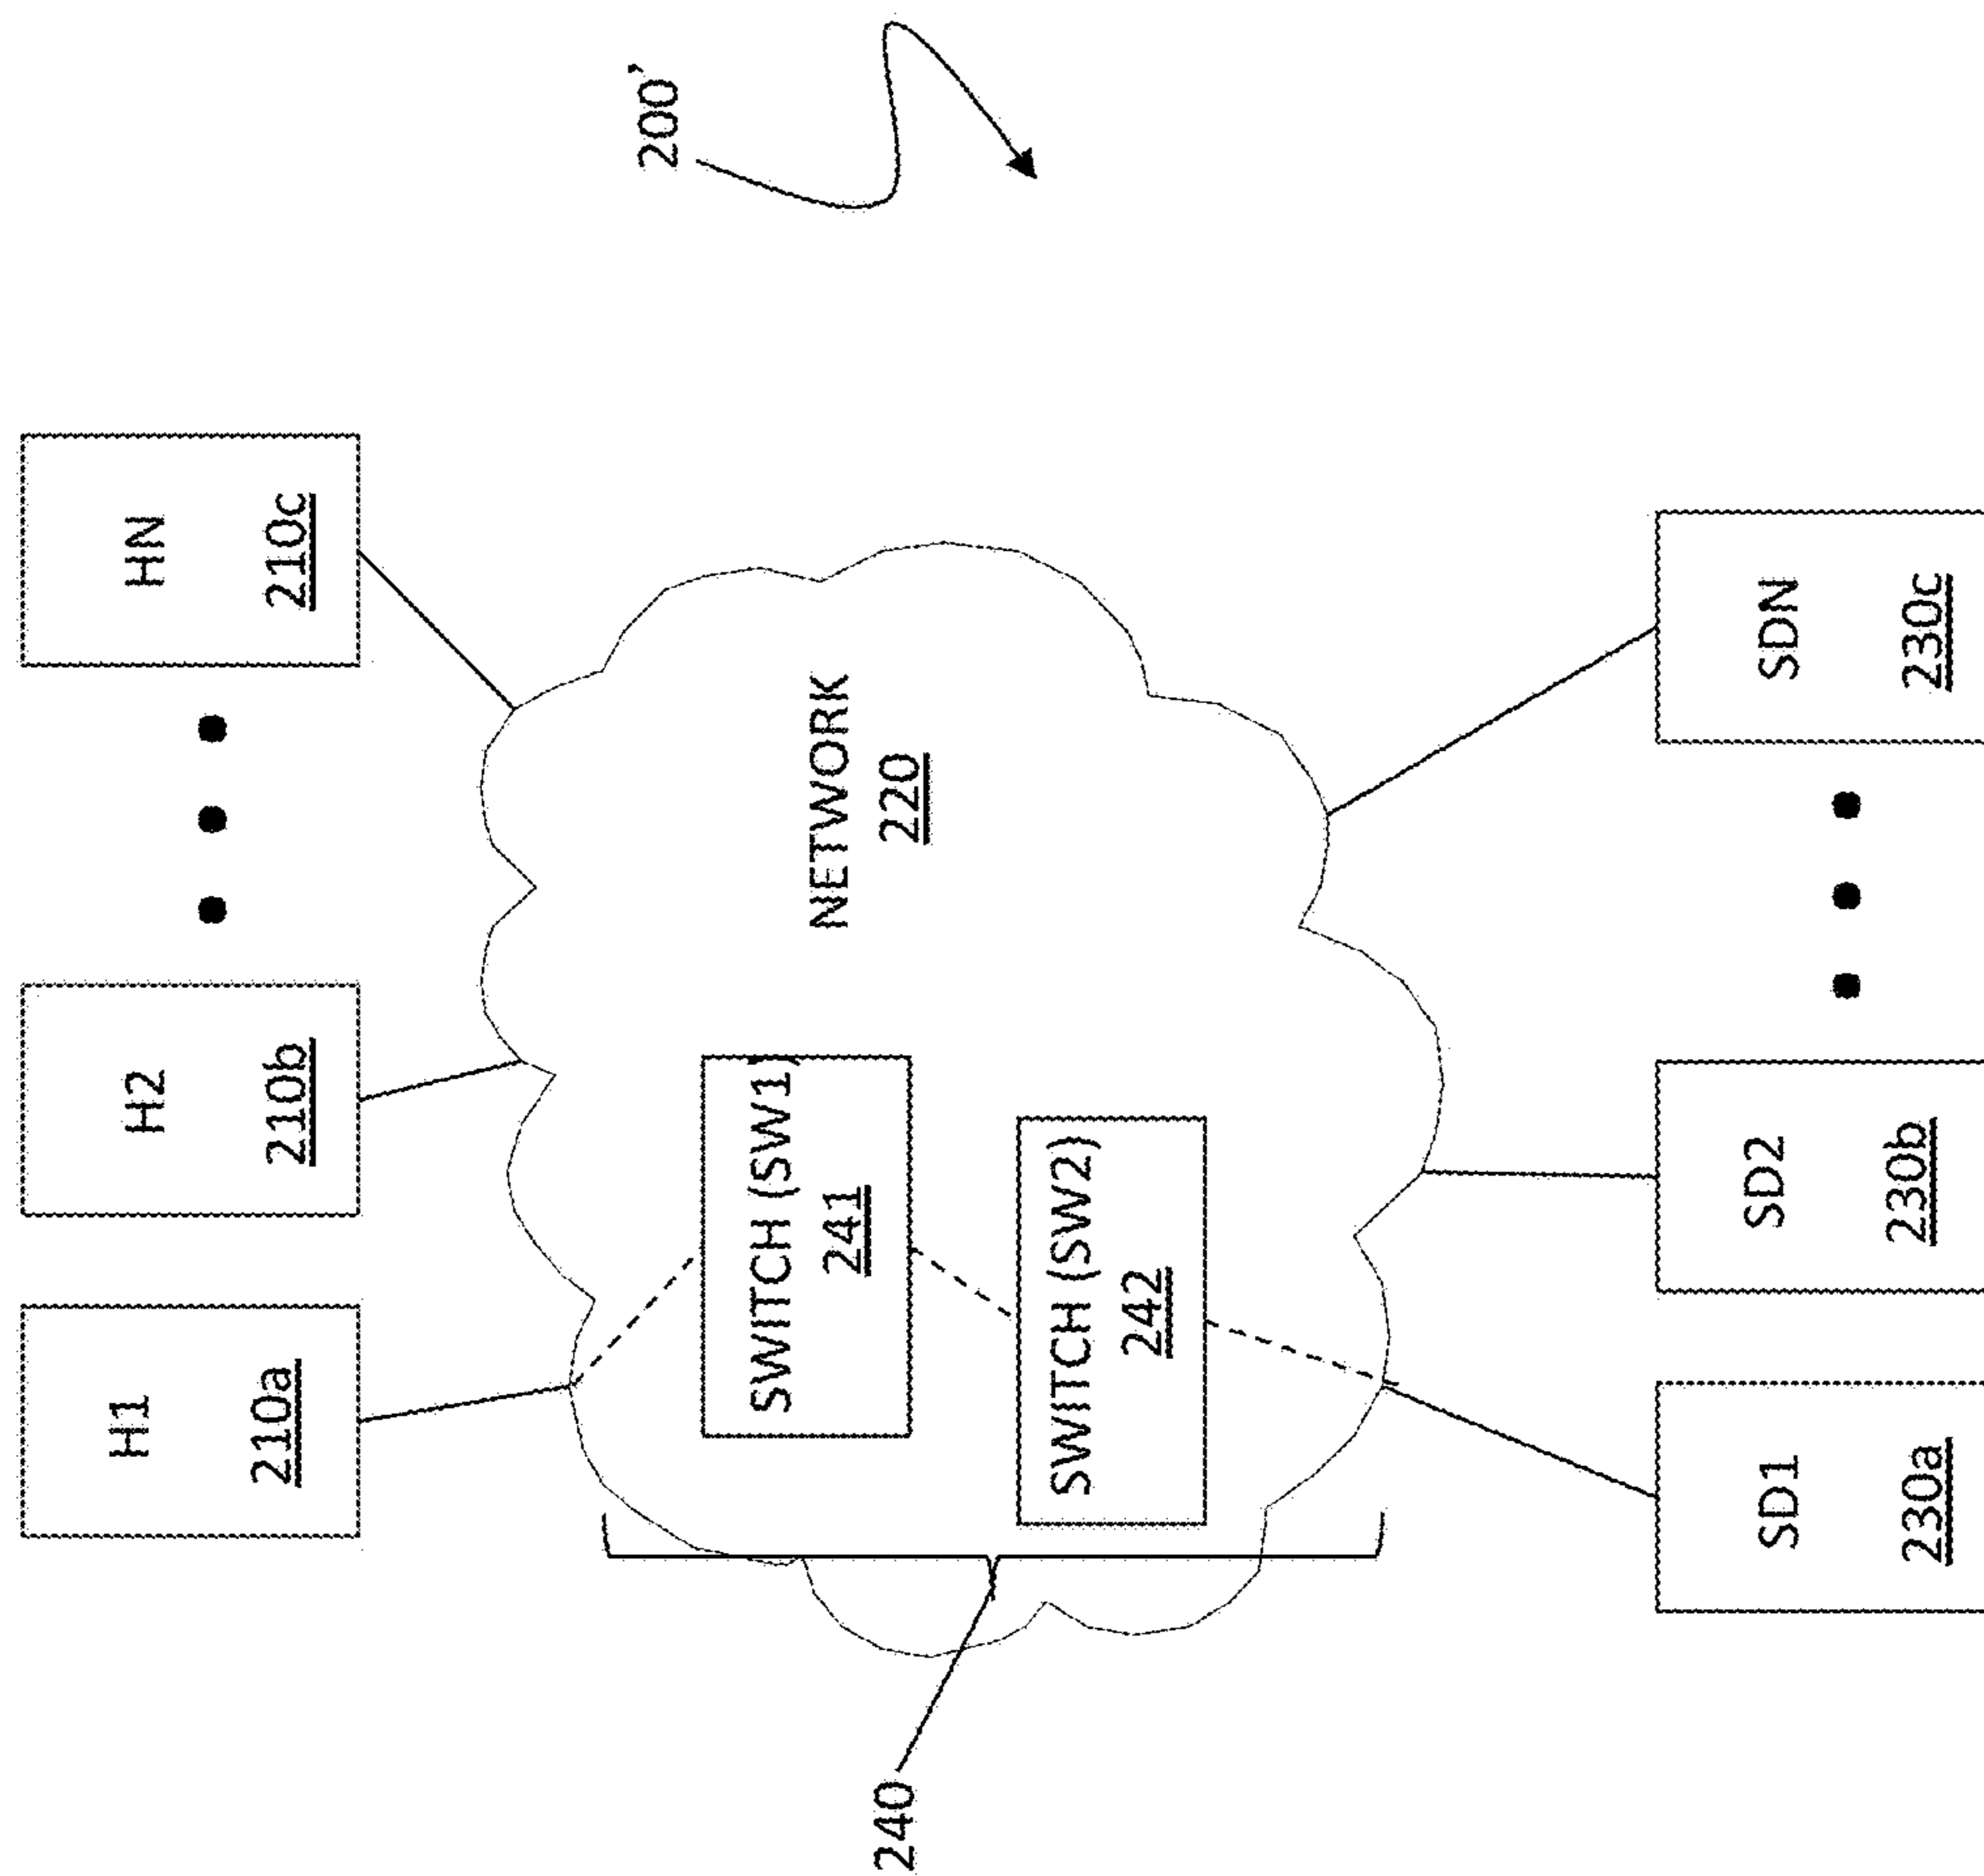 200'
H1
210a
H2
210b
HN
210c
NETWORK
220
SWITCH (SW1)
241
SWITCH (SW2)
242
240
SD1
230a
SD2
230b
SDN
230c